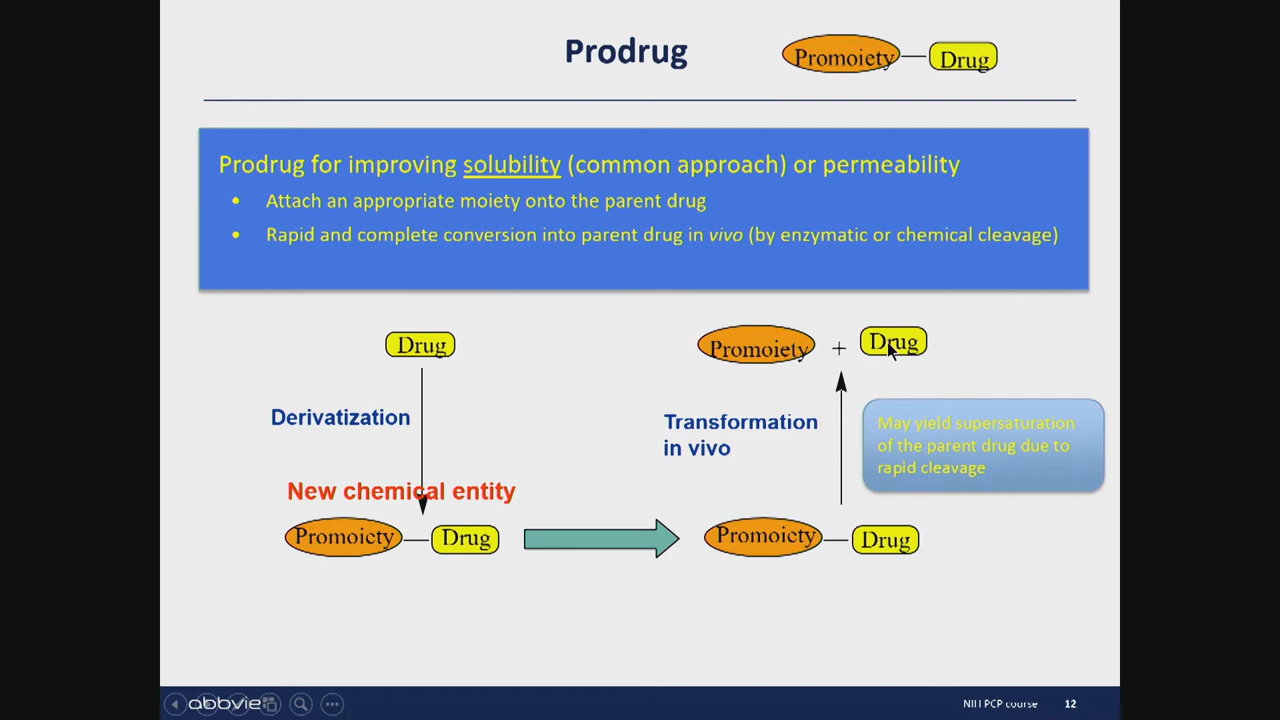 Prodrug
Promoiety
Drug
Prodrug for improving solubility (common approach) or permeability
• Attach an appropriate moiety onto the parent drug
• Rapid and complete conversion into parent drug in vivo (by enzymatic or chemical cleavage)
Drug
Promoiety + Drug
Derivatization
Transformation
in vivo
May yield supersaturation
of the parent drug due to
rapid cleavage
New chemical entity
Promoiety
Drug
Promoiety
Drug
abbvie
NIH PCP course
12